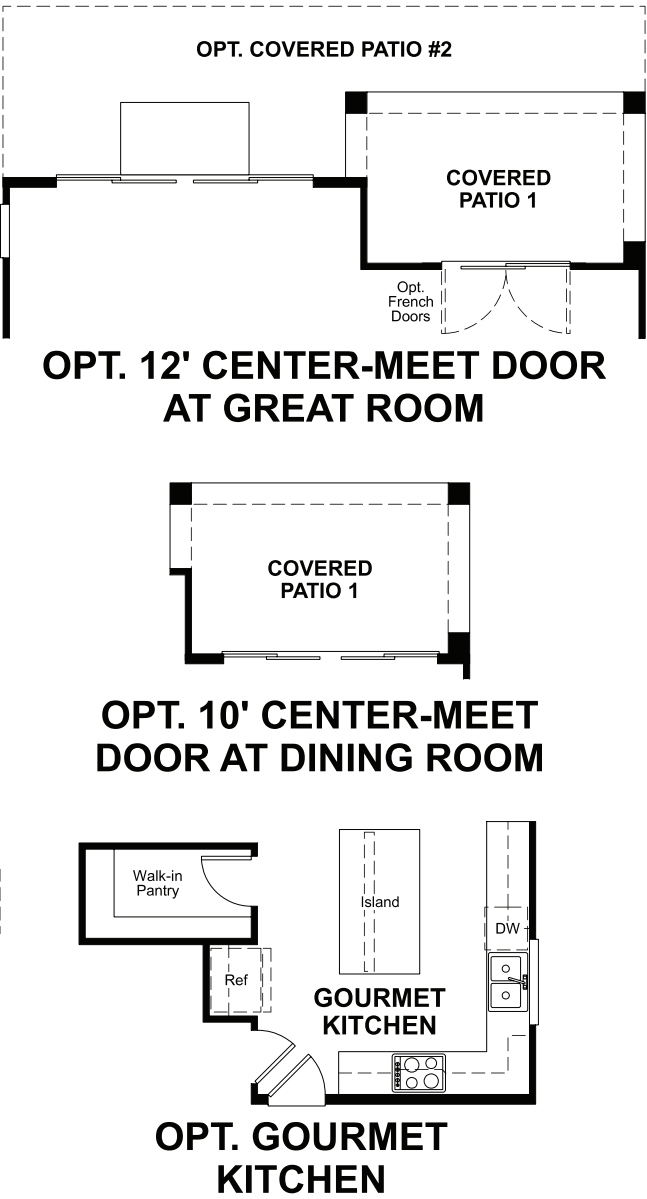 OPT. COVERED PATIO #2
COVERED
PATIO 1
Opt.
French
Doors
OPT. 12' CENTER-MEET DOOR
AT GREAT ROOM
COVERED
PATIO 1
OPT. 10' CENTER-MEET
DOOR AT DINING ROOM
Walk-in
Pantry
Island
DW
Ref
GOURMET
KITCHEN
OPT. GOURMET
KITCHEN